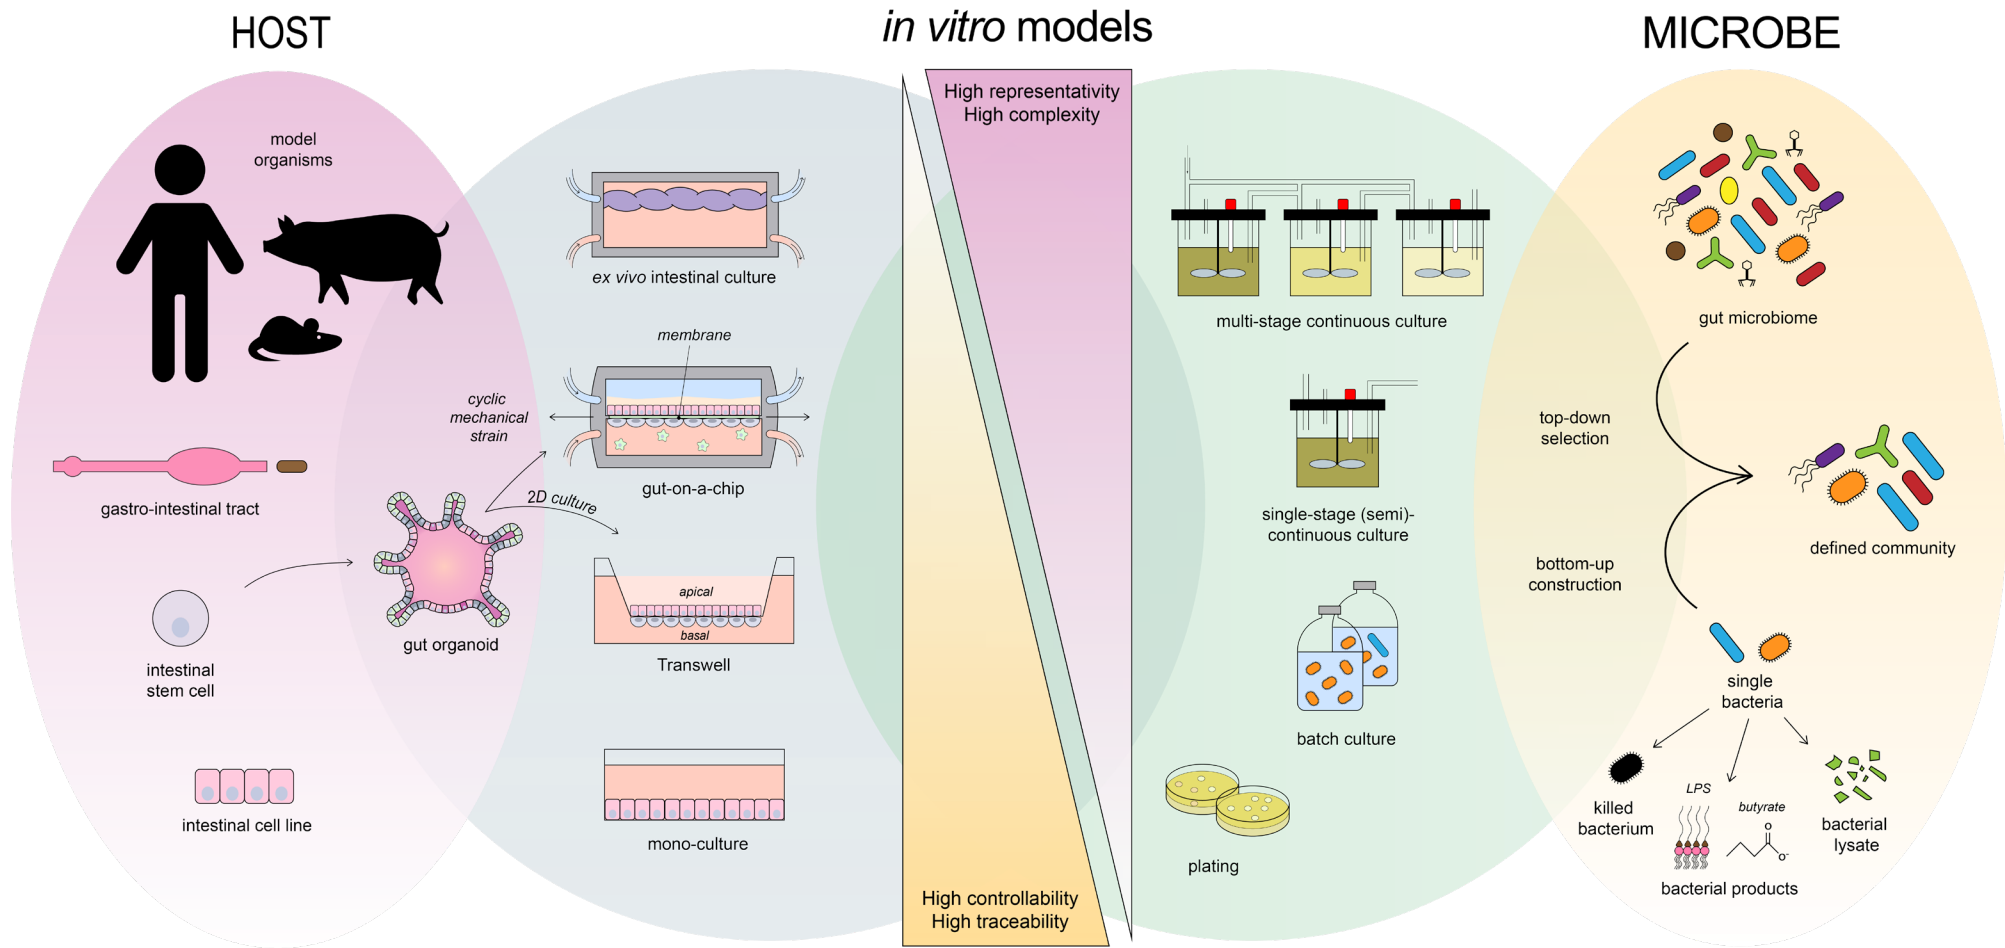 HOST
in vitro models
MICROBE
model
organisms
gastro-intestinal tract
intestinal
stem cell
intestinal cell line
gut organoid
ex vivo intestinal culture
membrane
cyclic
mechanical
strain
gut-on-a-chip
2D culture
apical
basal
Transwell
mono-culture
High representativity
High complexity
High controllability
High traceability
multi-stage continuous culture
single-stage (semi)-
continuous culture
batch culture
plating
gut microbiome
top-down
selection
defined community
bottom-up
construction
single
bacteria
killed
bacterium
LPS
butyrate
O
O-
bacterial products
bacterial
lysate